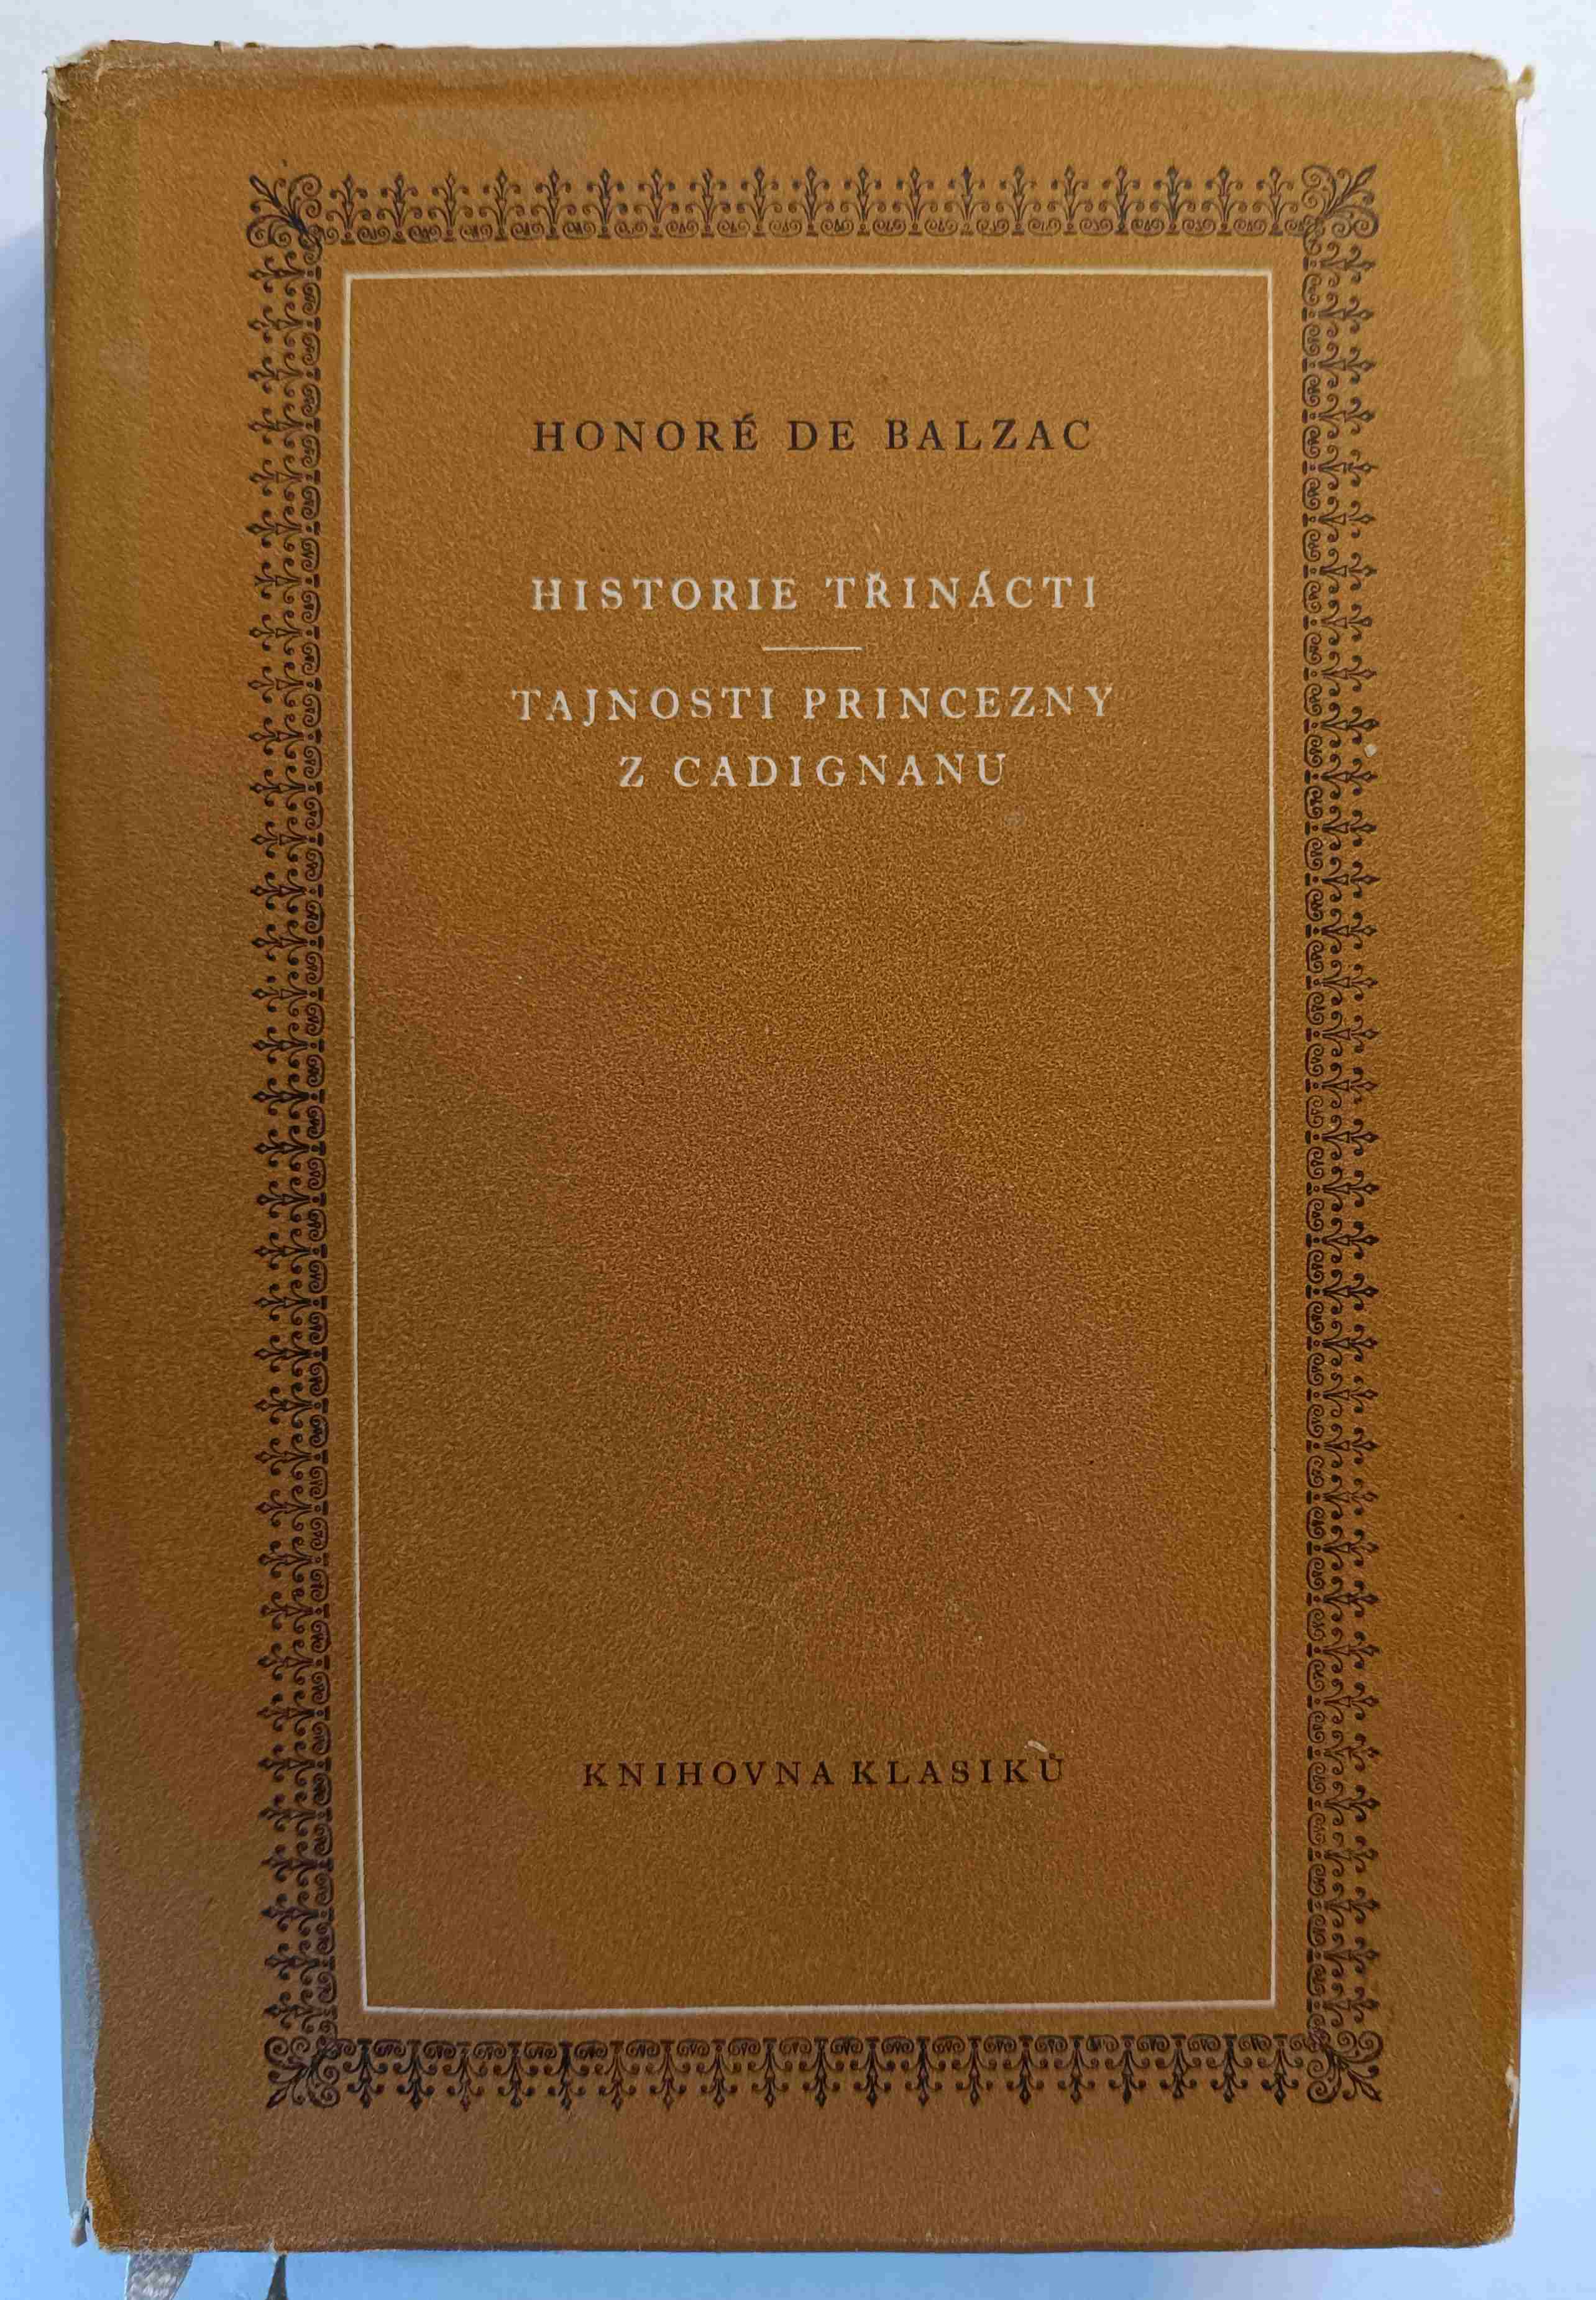 HONORÉ DE BALZAC
HISTORIE TŘINÁCTI
TAJNOSTI PRINCEZNY
Z CADIGNANU
KNIHOVNA KLASIKŮ